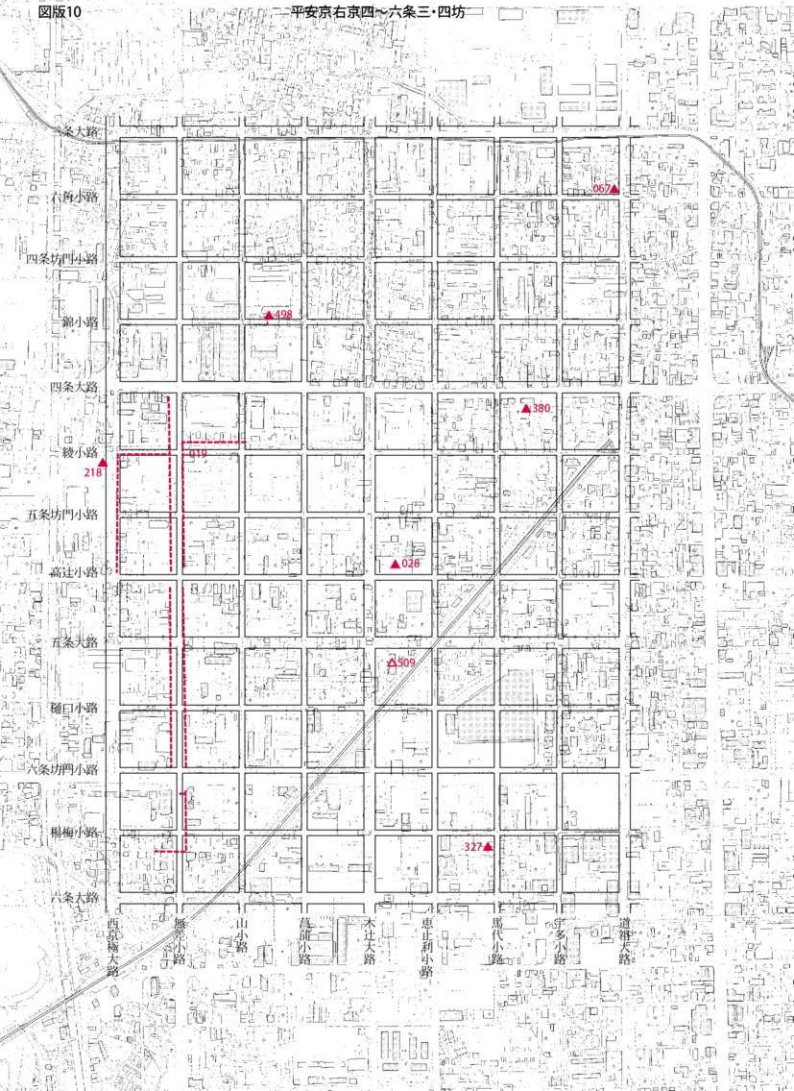 図版10
平安京右京四～六条三・四坊
三条大路
六角小路
067
四条坊門小路
498
錦小路
四条大路
380
綾小路
019
218
五条坊門小路
028
高辻小路
五条大路
509
樋口小路
六条坊門小路
楊梅小路
327
六条大路
西京極大路
無差小路
山小路
菖蒲小路
木辻大路
恵止利小路
馬代小路
宇多小路
道祖大路